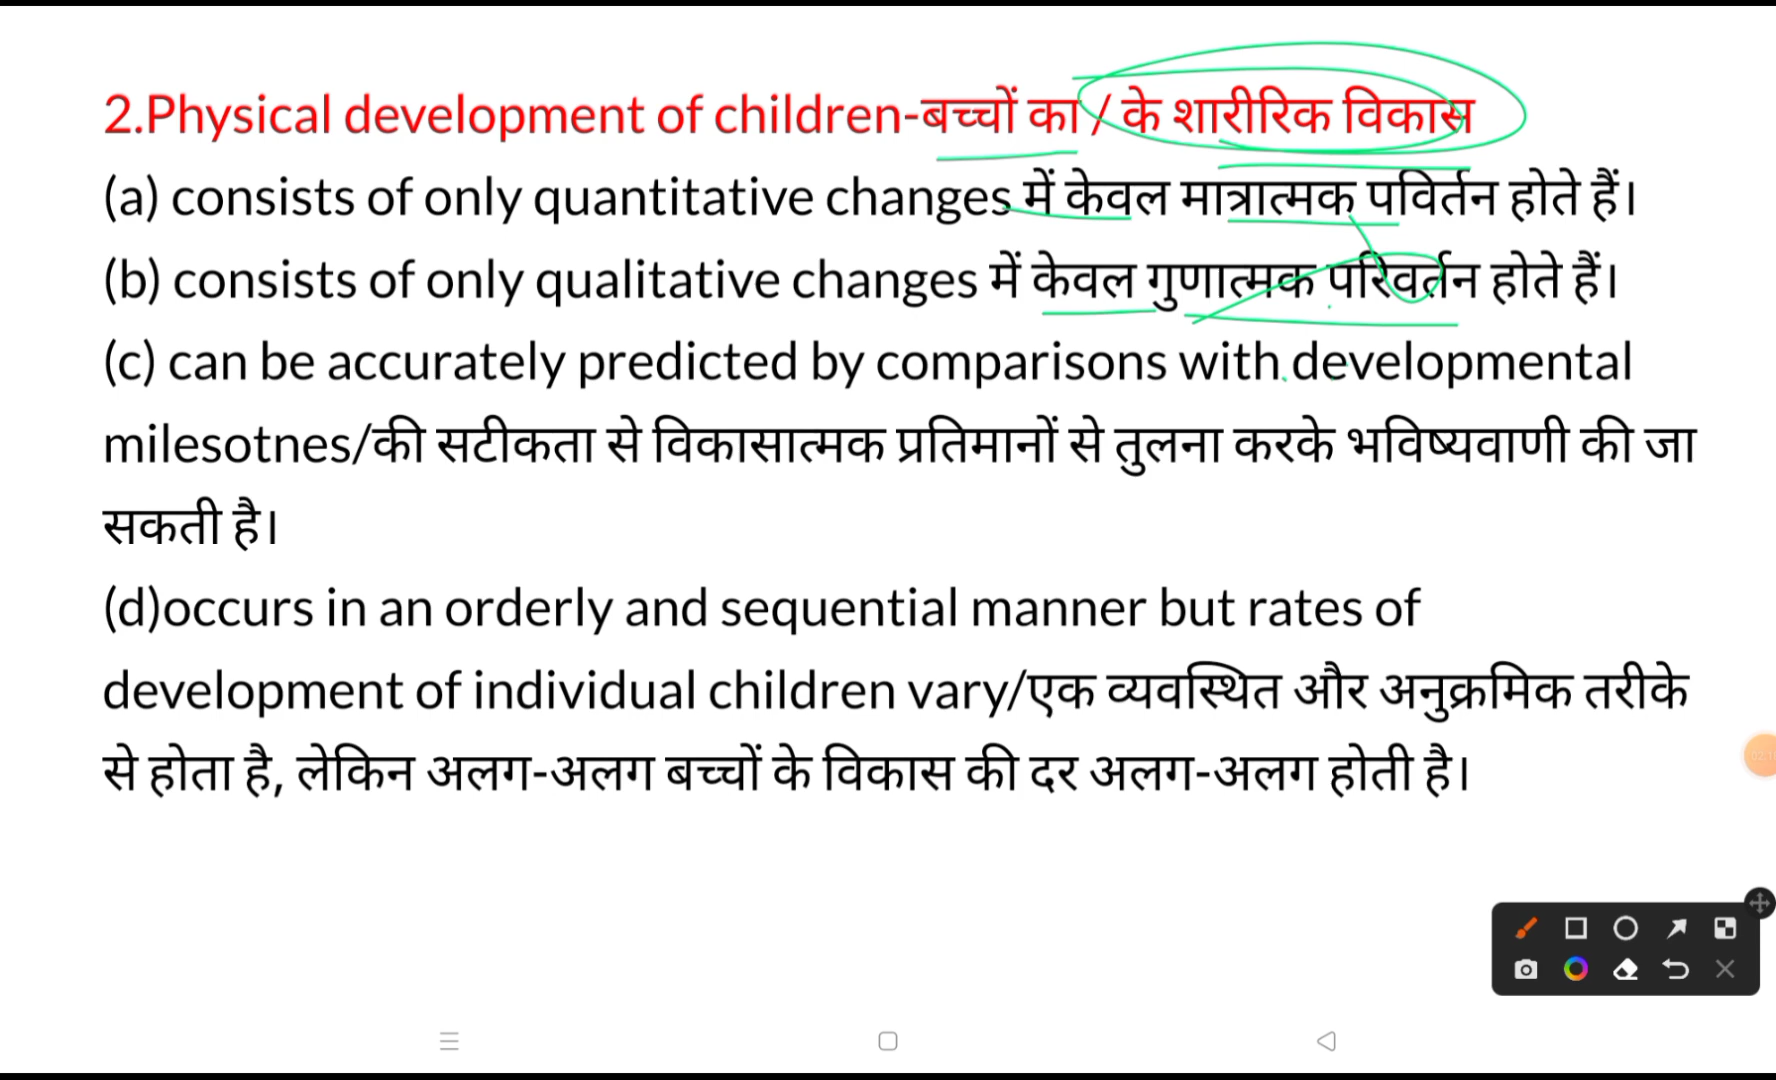 2.Physical development of children-बच्चों का / के शारीरिक विकास
(a) consists of only quantitative changes में केवल मात्रात्मक पविर्तन होते हैं।
(b) consists of only qualitative changes में केवल गुणात्मक परिवर्तन होते हैं।
(c) can be accurately predicted by comparisons with developmental
milesotnes/की सटीकता से विकासात्मक प्रतिमानों से तुलना करके भविष्यवाणी की जा
सकती है।
(d)occurs in an orderly and sequential manner but rates of
development of individual children vary/एक व्यवस्थित और अनुक्रमिक तरीके
से होता है, लेकिन अलग-अलग बच्चों के विकास की दर अलग-अलग होती है।